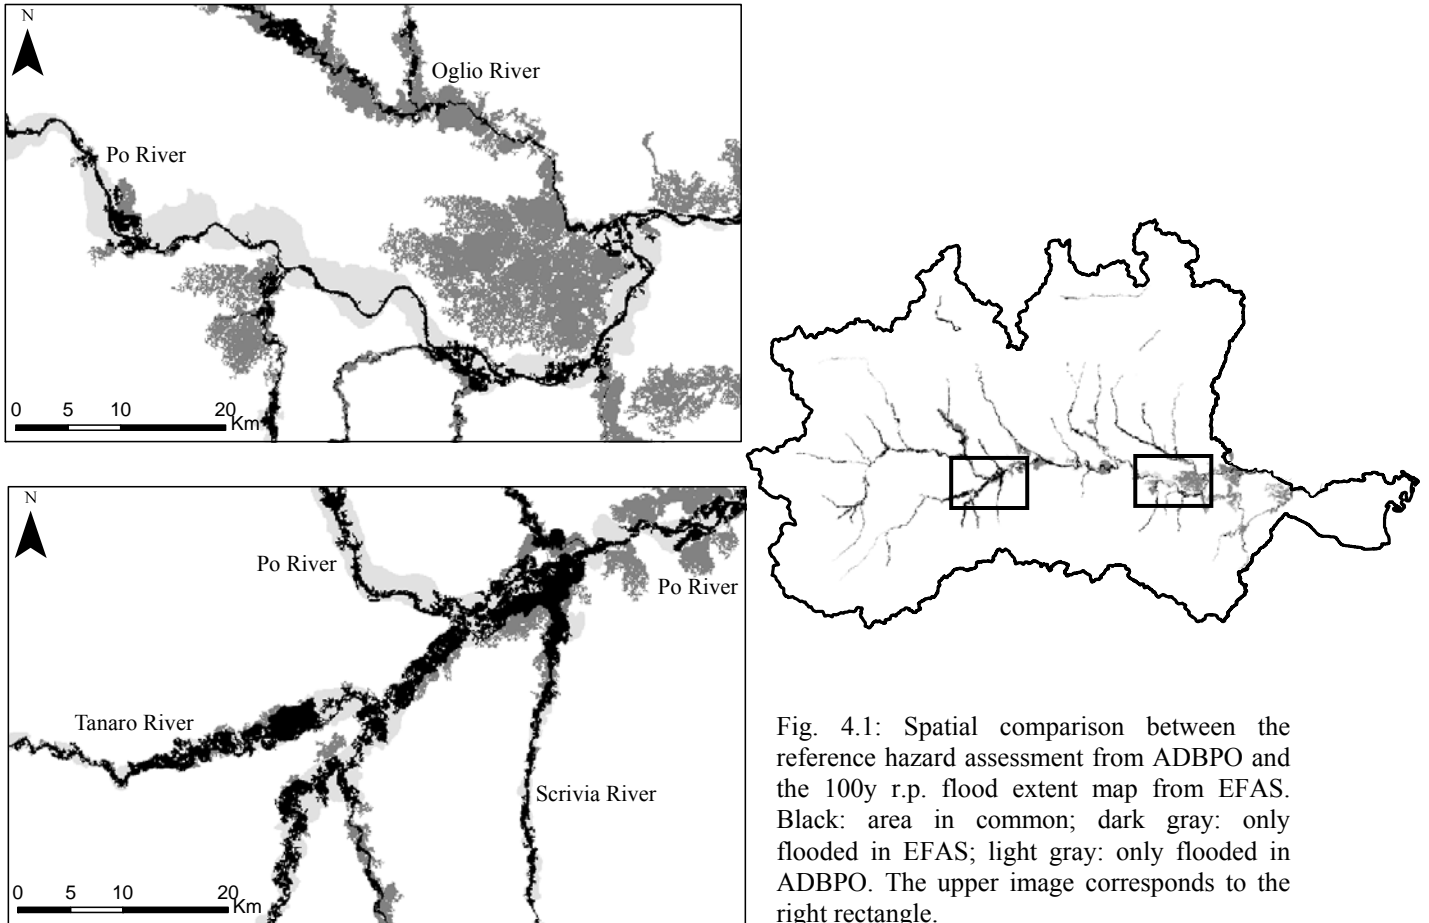 N
Oglio River
Po River
0 5 10 20
Km
N
Po River
Po River
Tanaro River
Scrivia River
0 5 10 20
Km
Fig. 4.1: Spatial comparison between the
reference hazard assessment from ADBPO and
the 100y r.p. flood extent map from EFAS.
Black: area in common; dark gray: only
flooded in EFAS; light gray: only flooded in
ADBPO. The upper image corresponds to the
right rectangle.